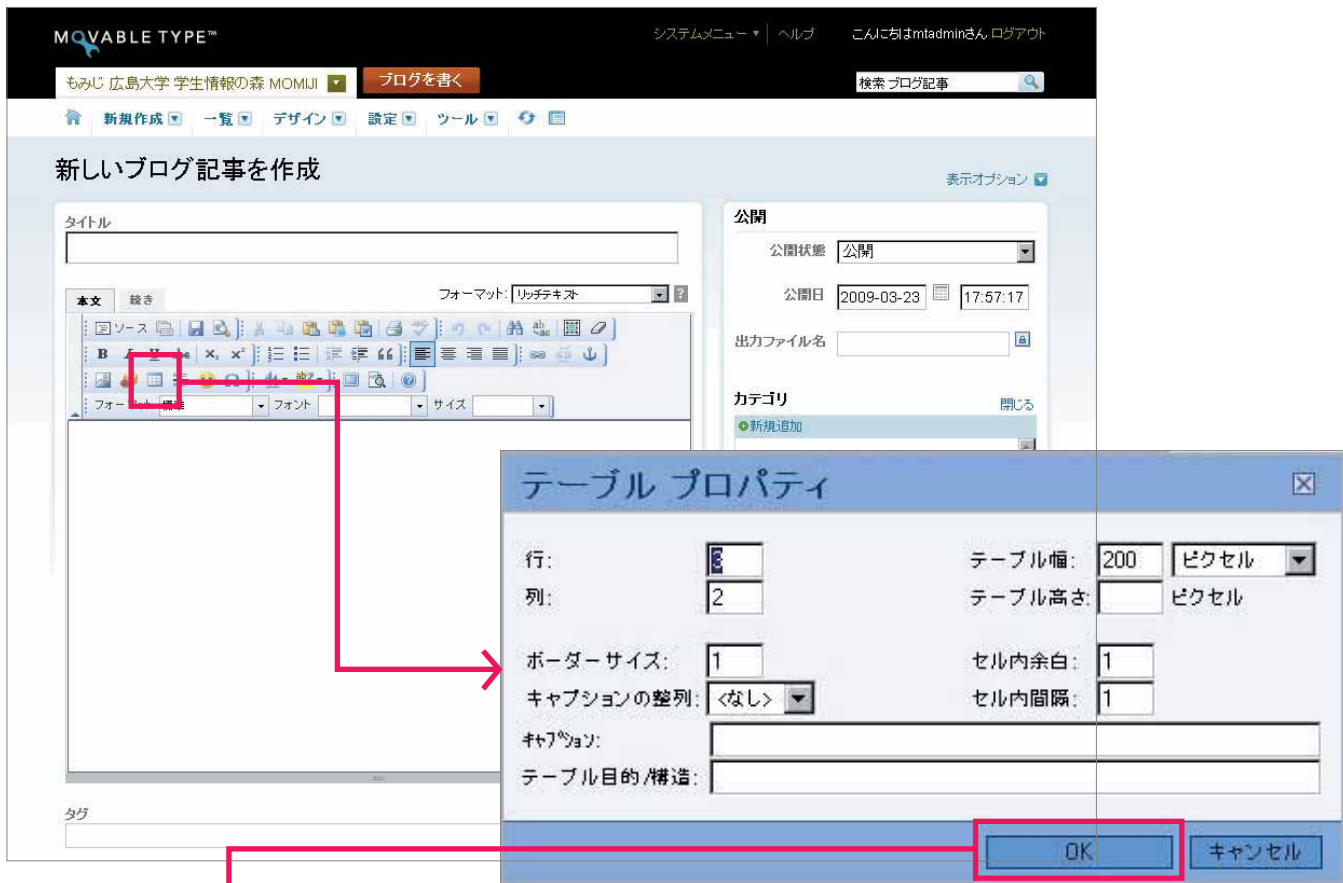 MOVABLE TYPE™
システムメニュー ヘルプ こんにちはmtadminさん ログアウト
もみじ 広島大学 学生情報の森 MOMIJI ブログを書く 検索 ブログ記事
新規作成 一覧 デザイン 設定 ツール
新しいブログ記事を作成
表示オプション
タイトル
本文 続き フォーマット: リッチテキスト ?
ソース
B I U abc X₂ X²
フォーマット 標準 フォント サイズ
タグ
公開
公開状態 公開
公開日 2009-03-23 17:57:17
出力ファイル名
カテゴリ 閉じる
新規追加
テーブル プロパティ
行: 3 テーブル幅: 200 ピクセル
列: 2 テーブル高さ: ピクセル
ボーダーサイズ: 1 セル内余白: 1
キャプションの整列: <なし> セル内間隔: 1
キャプション:
テーブル目的/構造:
OK キャンセル